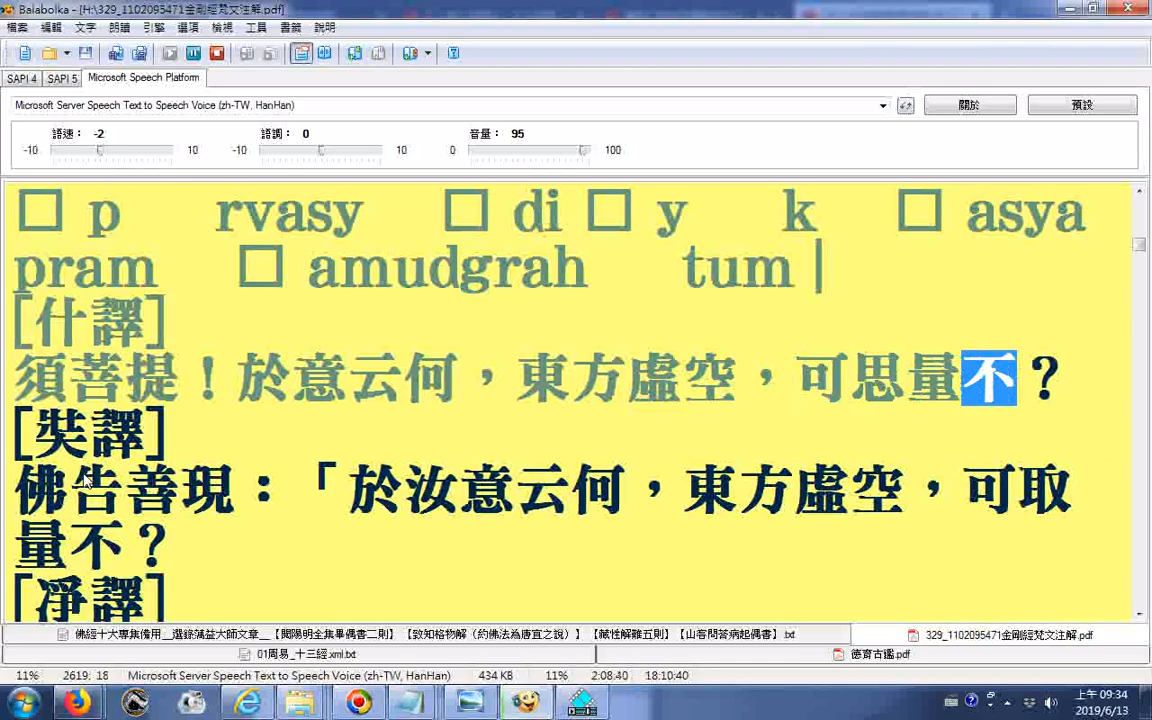 Balabolka - [H:\329_1102095471金剛經梵文注解.pdf]
檔案 編輯 文字 朗讀 引擎 選項 檢視 工具 書籤 說明
SAPI 4 SAPI 5 Microsoft Speech Platform
Microsoft Server Speech Text to Speech Voice (zh-TW, HanHan) 關於 預設
語速： -2 語調： 0 音量： 95
-10 10 -10 10 0 100
□ p rvasy □ di □ y k □ asya
pram □ amudgrah tum |
[什譯]
須菩提！於意云何，東方虛空，可思量不？
[奘譯]
佛告善現：「於汝意云何，東方虛空，可取
量不？
[淨譯]
佛經十大專集備用__選錄蕅益大師文章__【閱陽明全集畢偶書二則】【致知格物解（約佛法為唐宜之說）】【緘性解難五則】【山客問答病起偶書】.txt 329_1102095471金剛經梵文注解.pdf
01周易_十三經.xml.txt 德育古鑑.pdf
11% 2619, 18 Microsoft Server Speech Text to Speech Voice (zh-TW, HanHan) 434 KB 11% 2:08.40 18:10:40
上午 09:34
2019/6/13